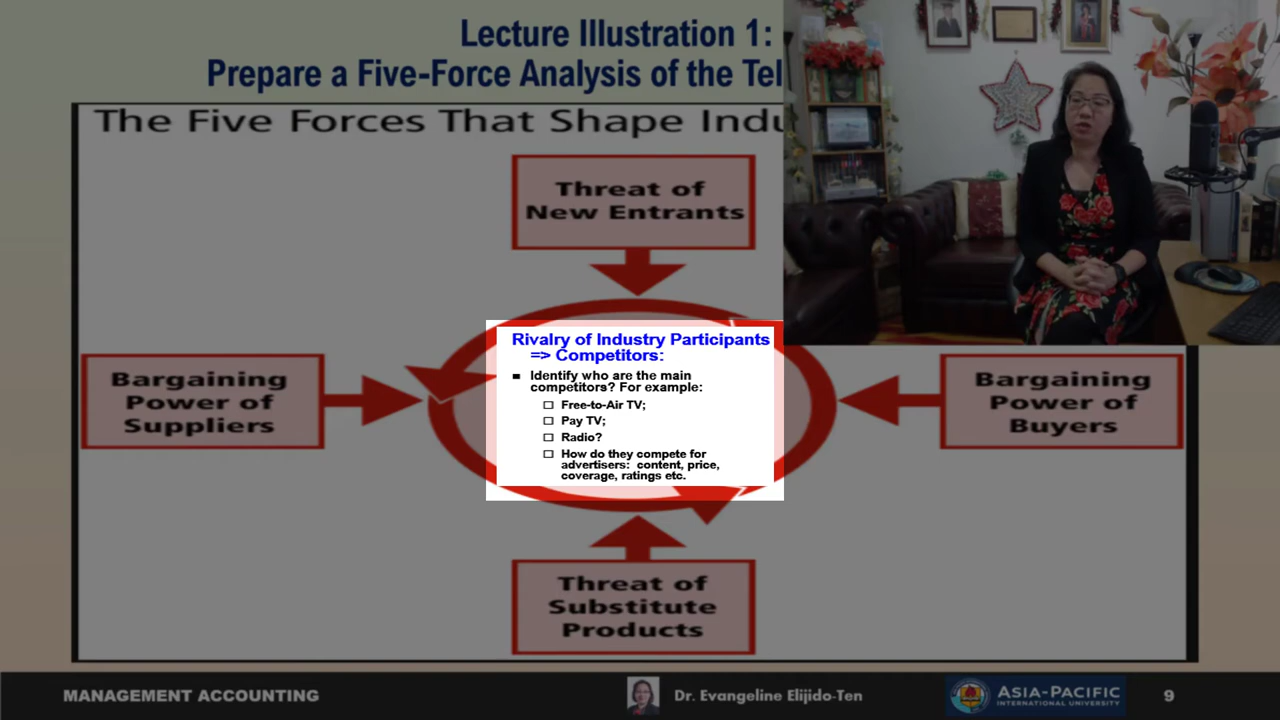 Lecture Illustration 1:
Prepare a Five-Force Analysis of the Tel
The Five Forces That Shape Indu
Threat of
New Entrants
Rivalry of Industry Participants
=> Competitors:
Identify who are the main
competitors? For example:
Free-to-Air TV;
Pay TV;
Radio?
How do they compete for
advertisers: content, price,
coverage, ratings etc.
Bargaining
Power of
Suppliers
Bargaining
Power of
Buyers
Threat of
Substitute
Products
MANAGEMENT ACCOUNTING
Dr. Evangeline Elijido-Ten
ASIA-PACIFIC
INTERNATIONAL UNIVERSITY
9